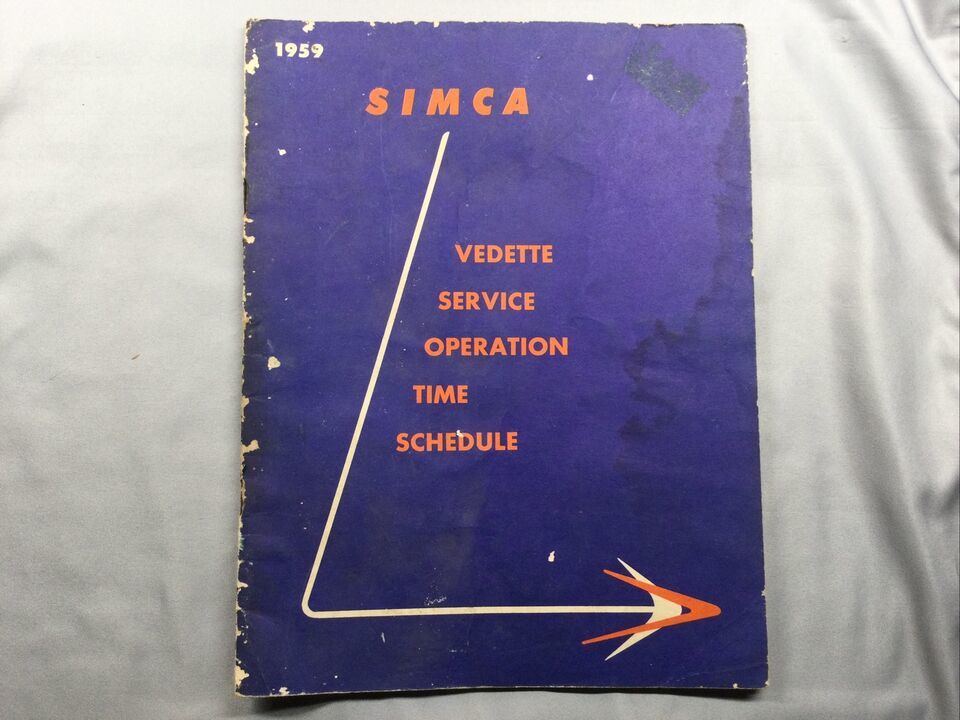 1959
SIMCA
VEDETTE
SERVICE
OPERATION
TIME
SCHEDULE